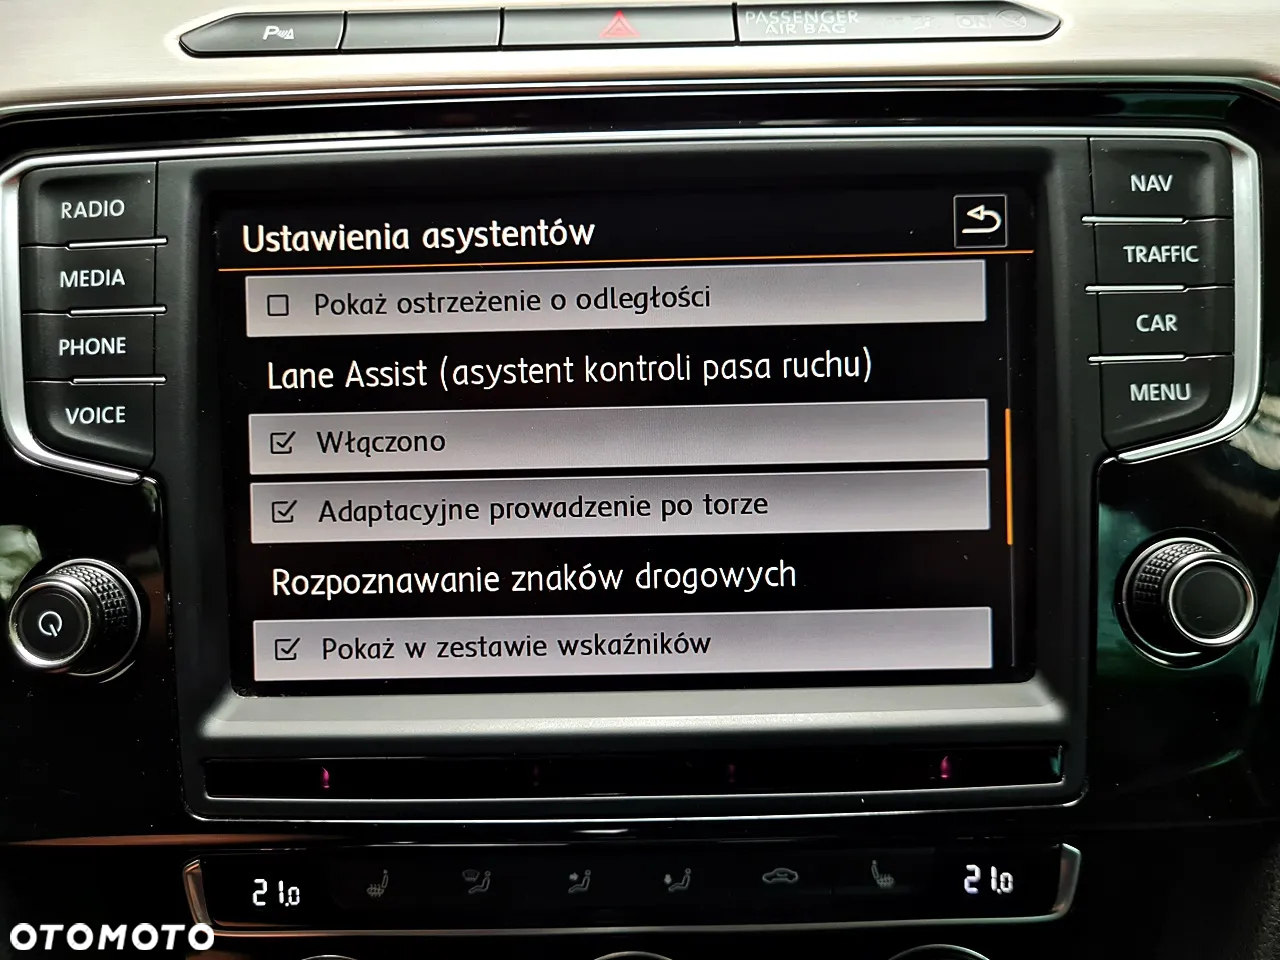 P
PASSENGER
AIR BAG
ON
RADIO
MEDIA
PHONE
VOICE
NAV
TRAFFIC
CAR
MENU
Ustawienia asystentów
Pokaż ostrzeżenie o odległości
Lane Assist (asystent kontroli pasa ruchu)
Włączono
Adaptacyjne prowadzenie po torze
Rozpoznawanie znaków drogowych
Pokaż w zestawie wskaźników
21.0
21.0
OTOMOTO